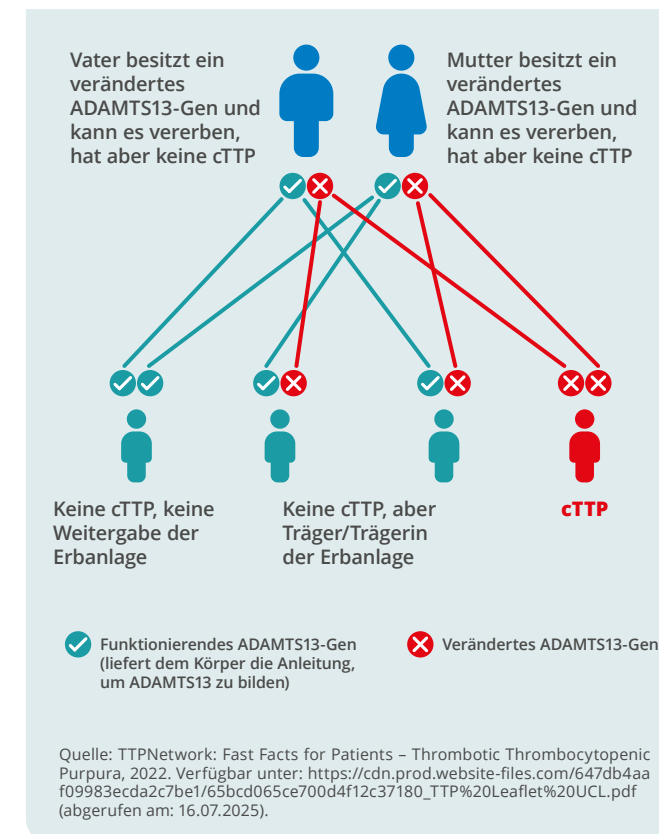 Vater besitzt ein
verändertes
ADAMTS13-Gen und
kann es vererben,
hat aber keine cTTP
Mutter besitzt ein
verändertes
ADAMTS13-Gen und
kann es vererben,
hat aber keine cTTP
Keine cTTP, keine
Weitergabe der
Erbanlage
Keine cTTP, aber
Träger/Trägerin
der Erbanlage
cTTP
Funktionierendes ADAMTS13-Gen
(liefert dem Körper die Anleitung,
um ADAMTS13 zu bilden)
Verändertes ADAMTS13-Gen
Quelle: TTPNetwork: Fast Facts for Patients – Thrombotic Thrombocytopenic
Purpura, 2022. Verfügbar unter: https://cdn.prod.website-files.com/647db4aa
f09983ecda2c7be1/65bcd065ce700d4f12c37180_TTP%20Leaflet%20UCL.pdf
(abgerufen am: 16.07.2025).